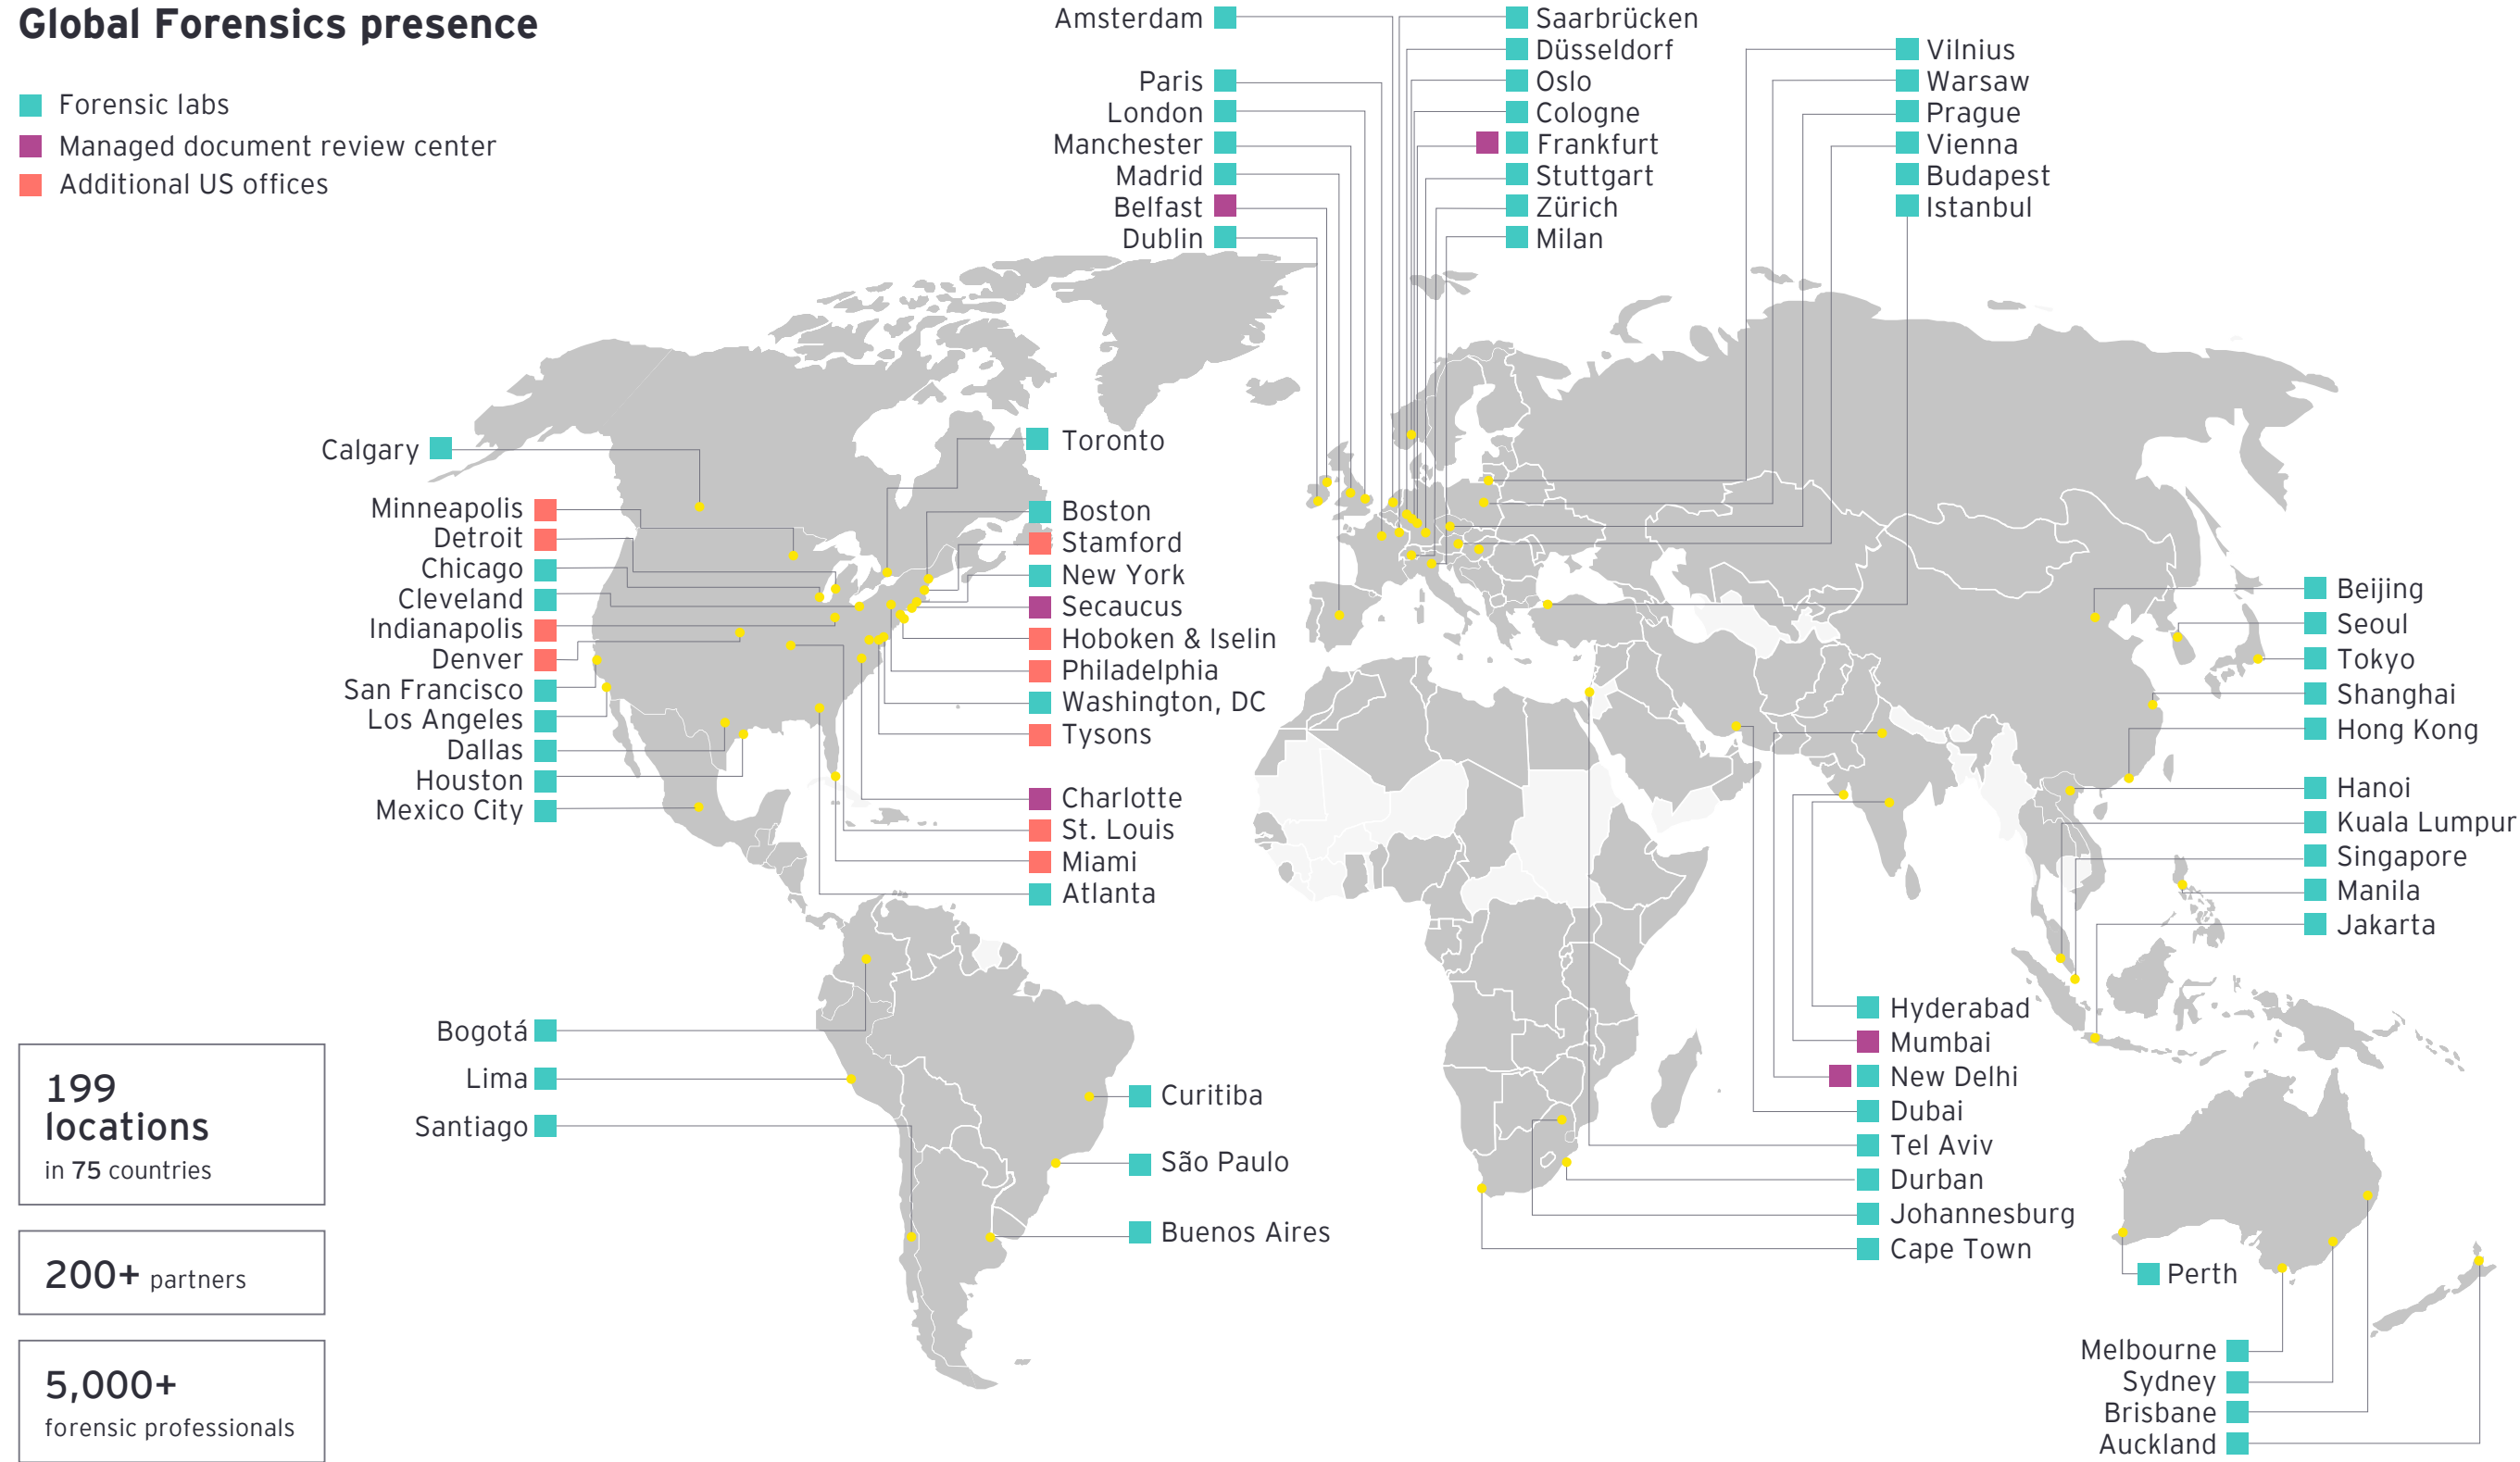 Global Forensics presence
Forensic labs
Managed document review center
Additional US offices
Amsterdam
Paris
London
Manchester
Madrid
Belfast
Dublin
Saarbrücken
Düsseldorf
Oslo
Cologne
Frankfurt
Stuttgart
Zürich
Milan
Vilnius
Warsaw
Prague
Vienna
Budapest
Istanbul
Calgary
Minneapolis
Detroit
Chicago
Cleveland
Indianapolis
Denver
San Francisco
Los Angeles
Dallas
Houston
Mexico City
Toronto
Boston
Stamford
New York
Secaucus
Hoboken & Iselin
Philadelphia
Washington, DC
Tysons
Charlotte
St. Louis
Miami
Atlanta
Beijing
Seoul
Tokyo
Shanghai
Hong Kong
Hanoi
Kuala Lumpur
Singapore
Manila
Jakarta
Bogotá
Lima
Santiago
Curitiba
São Paulo
Buenos Aires
Hyderabad
Mumbai
New Delhi
Dubai
Tel Aviv
Durban
Johannesburg
Cape Town
Perth
Melbourne
Sydney
Brisbane
Auckland
199
locations
in 75 countries
200+ partners
5,000+
forensic professionals